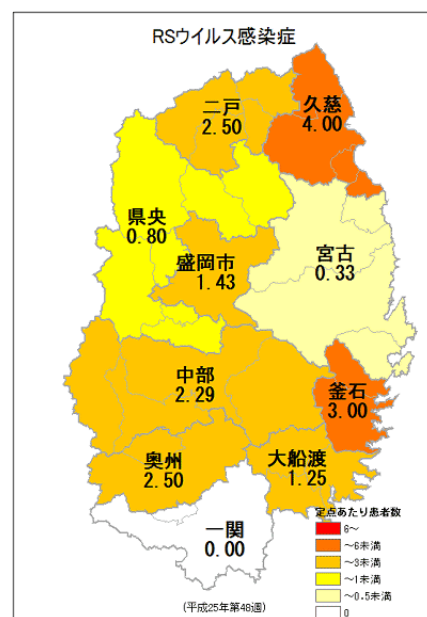 RSウイルス感染症
二戸
2.50
久慈
4.00
県央
0.80
盛岡市
1.43
宮古
0.33
中部
2.29
釜石
3.00
奥州
2.50
大船渡
1.25
一関
0.00
定点あたり患者数
6～
～6未満
～3未満
～1未満
～0.5未満
0
(平成25年第48週)